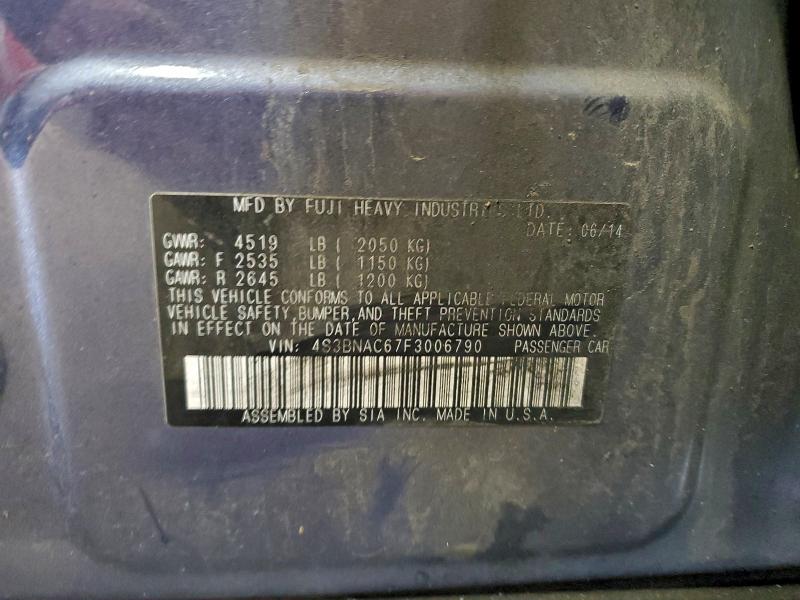 MFD BY FUJI HEAVY INDUSTRIES LTD.
DATE: 06/14
GVWR: 4519 LB ( 2050 KG)
GAWR: F 2535 LB ( 1150 KG)
GAWR: R 2645 LB ( 1200 KG)
THIS VEHICLE CONFORMS TO ALL APPLICABLE FEDERAL MOTOR
VEHICLE SAFETY, BUMPER, AND THEFT PREVENTION STANDARDS
IN EFFECT ON THE DATE OF MANUFACTURE SHOWN ABOVE.
VIN: 4S3BNAC67F3006790 PASSENGER CAR
ASSEMBLED BY SIA INC. MADE IN U.S.A.